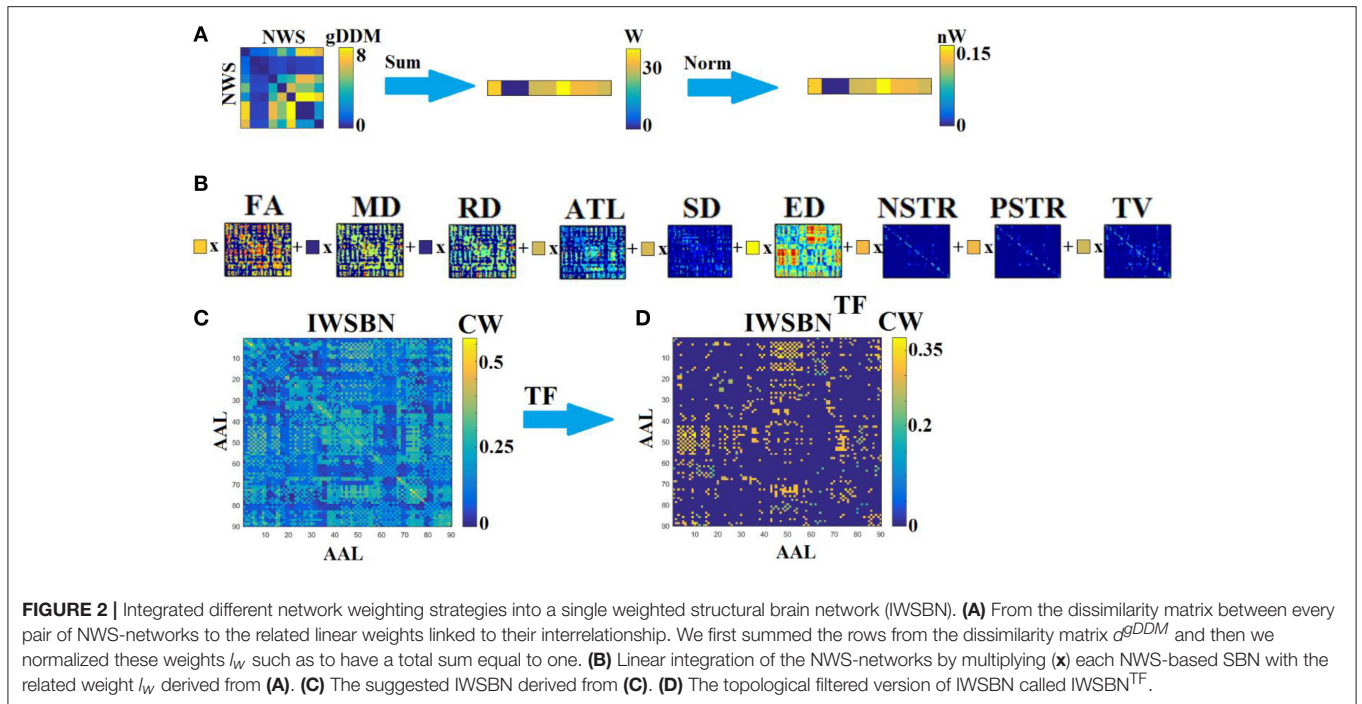 A
NWS gDDM
8
NWS
0
Sum
W
30
0
Norm
nW
0.15
0
B
FA MD RD ATL SD ED NSTR PSTR TV
x + x + x + x + x + x + x + x + x
C
IWSBN CW
10
20
30
40
50
60
70
80
90
AAL
10 20 30 40 50 60 70 80 90
AAL
0.5
0.25
0
TF
D
IWSBN TF CW
10
20
30
40
50
60
70
80
90
AAL
10 20 30 40 50 60 70 80 90
AAL
0.35
0.2
0
FIGURE 2 | Integrated different network weighting strategies into a single weighted structural brain network (IWSBN). (A) From the dissimilarity matrix between every
pair of NWS-networks to the related linear weights linked to their interrelationship. We first summed the rows from the dissimilarity matrix d^gDDM and then we
normalized these weights l_w such as to have a total sum equal to one. (B) Linear integration of the NWS-networks by multiplying (x) each NWS-based SBN with the
related weight l_w derived from (A). (C) The suggested IWSBN derived from (C). (D) The topological filtered version of IWSBN called IWSBN^TF.